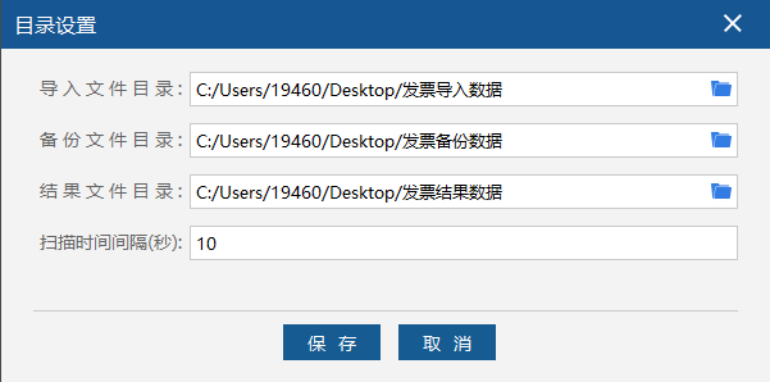 目录设置
导入文件目录: C:/Users/19460/Desktop/发票导入数据
备份文件目录: C:/Users/19460/Desktop/发票备份数据
结果文件目录: C:/Users/19460/Desktop/发票结果数据
扫描时间间隔(秒): 10
保存 取消